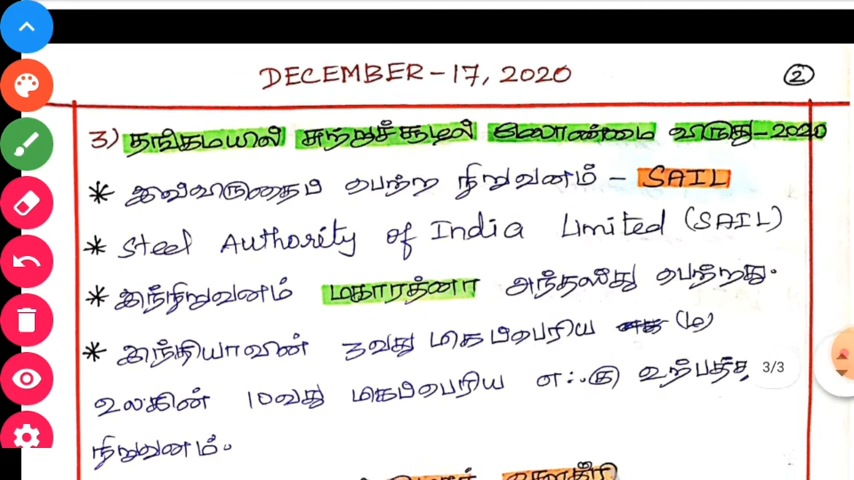 DECEMBER - 17, 2020
2
3) தங்கமயில் சுற்றுச்சூழல் மேலாண்மை விருது - 2020
* இவ்விருதைப் பெற்ற நிறுவனம் - SAIL
* Steel Authority of India Limited (SAIL)
* இந்நிறுவனம் மகாரத்னா அந்தஸ்து பெற்றது.
* இந்தியாவின் 3வது மிகப்பெரிய (ம)
உலகின் 10வது மிகப்பெரிய எஃகு உற்பத்தி
3/3
நிறுவனம்.